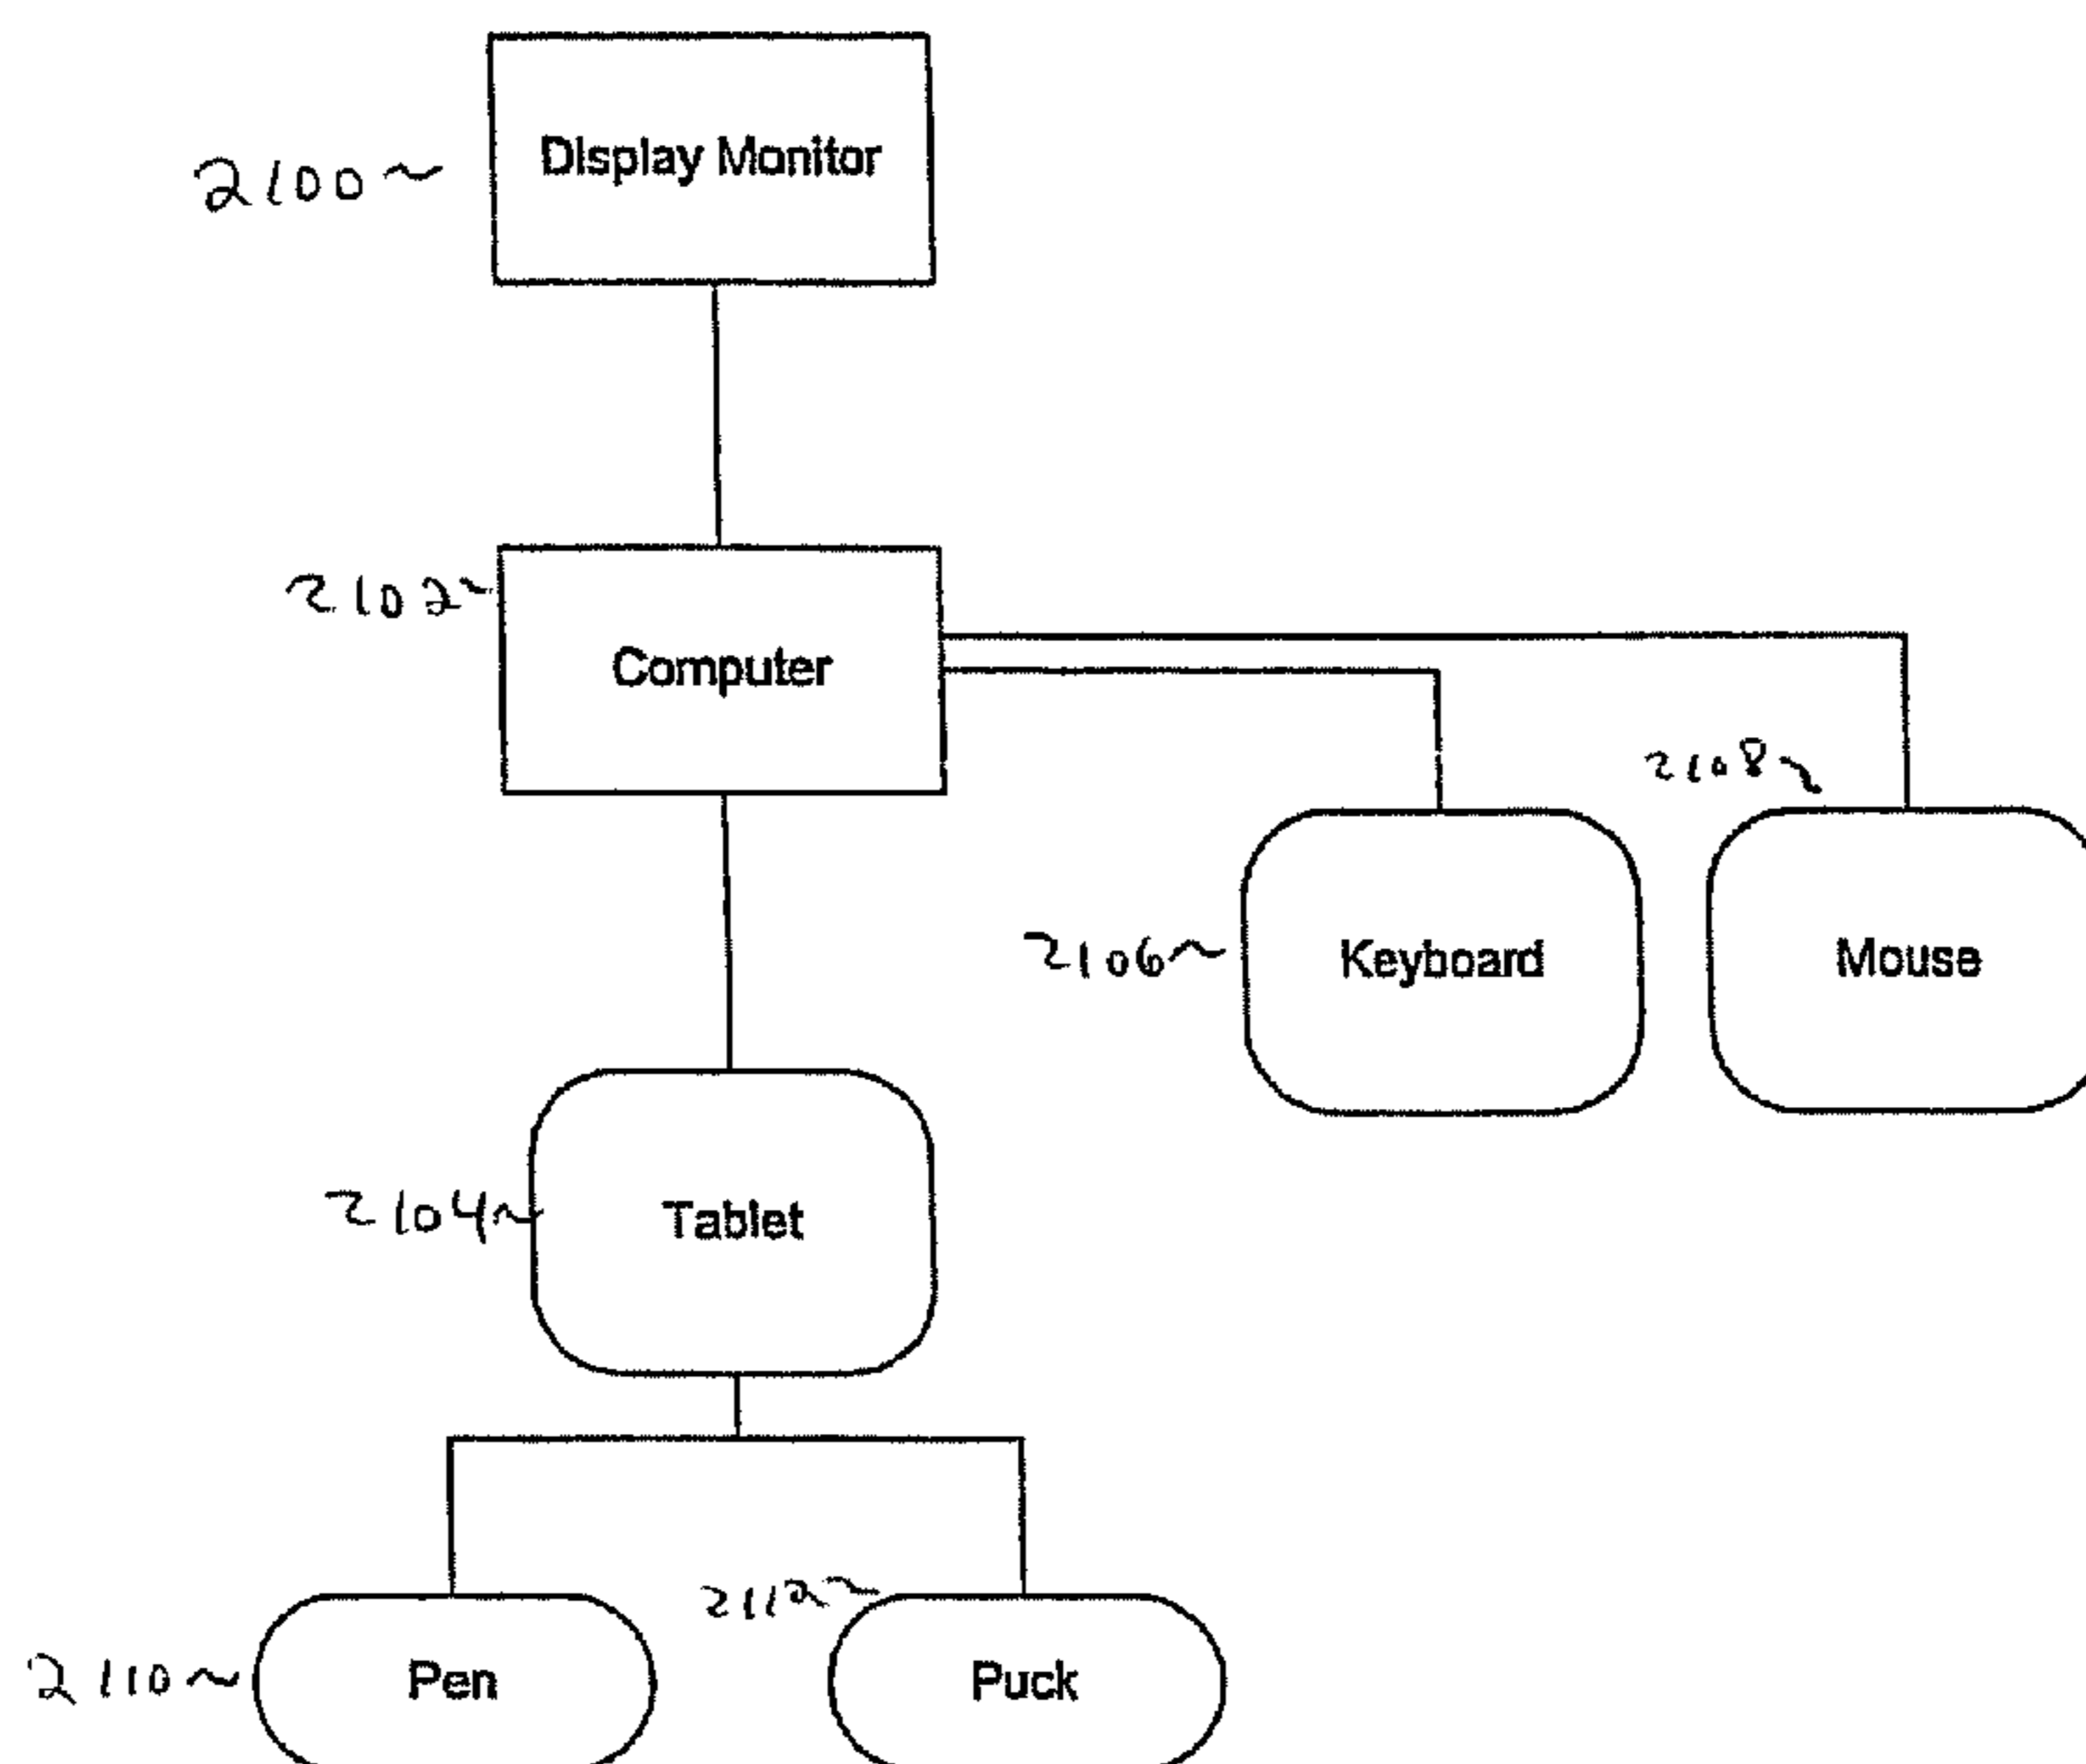 Display Monitor
2100
2102
Computer
2108
2106
Keyboard
Mouse
2104
Tablet
2112
2110
Pen
Puck